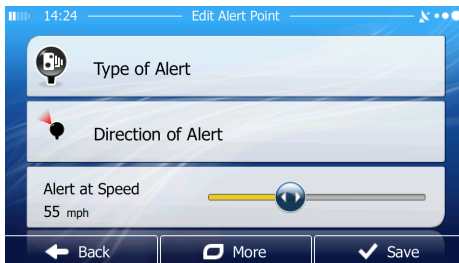 14:24 Edit Alert Point
Type of Alert
Direction of Alert
Alert at Speed
55 mph
Back More Save